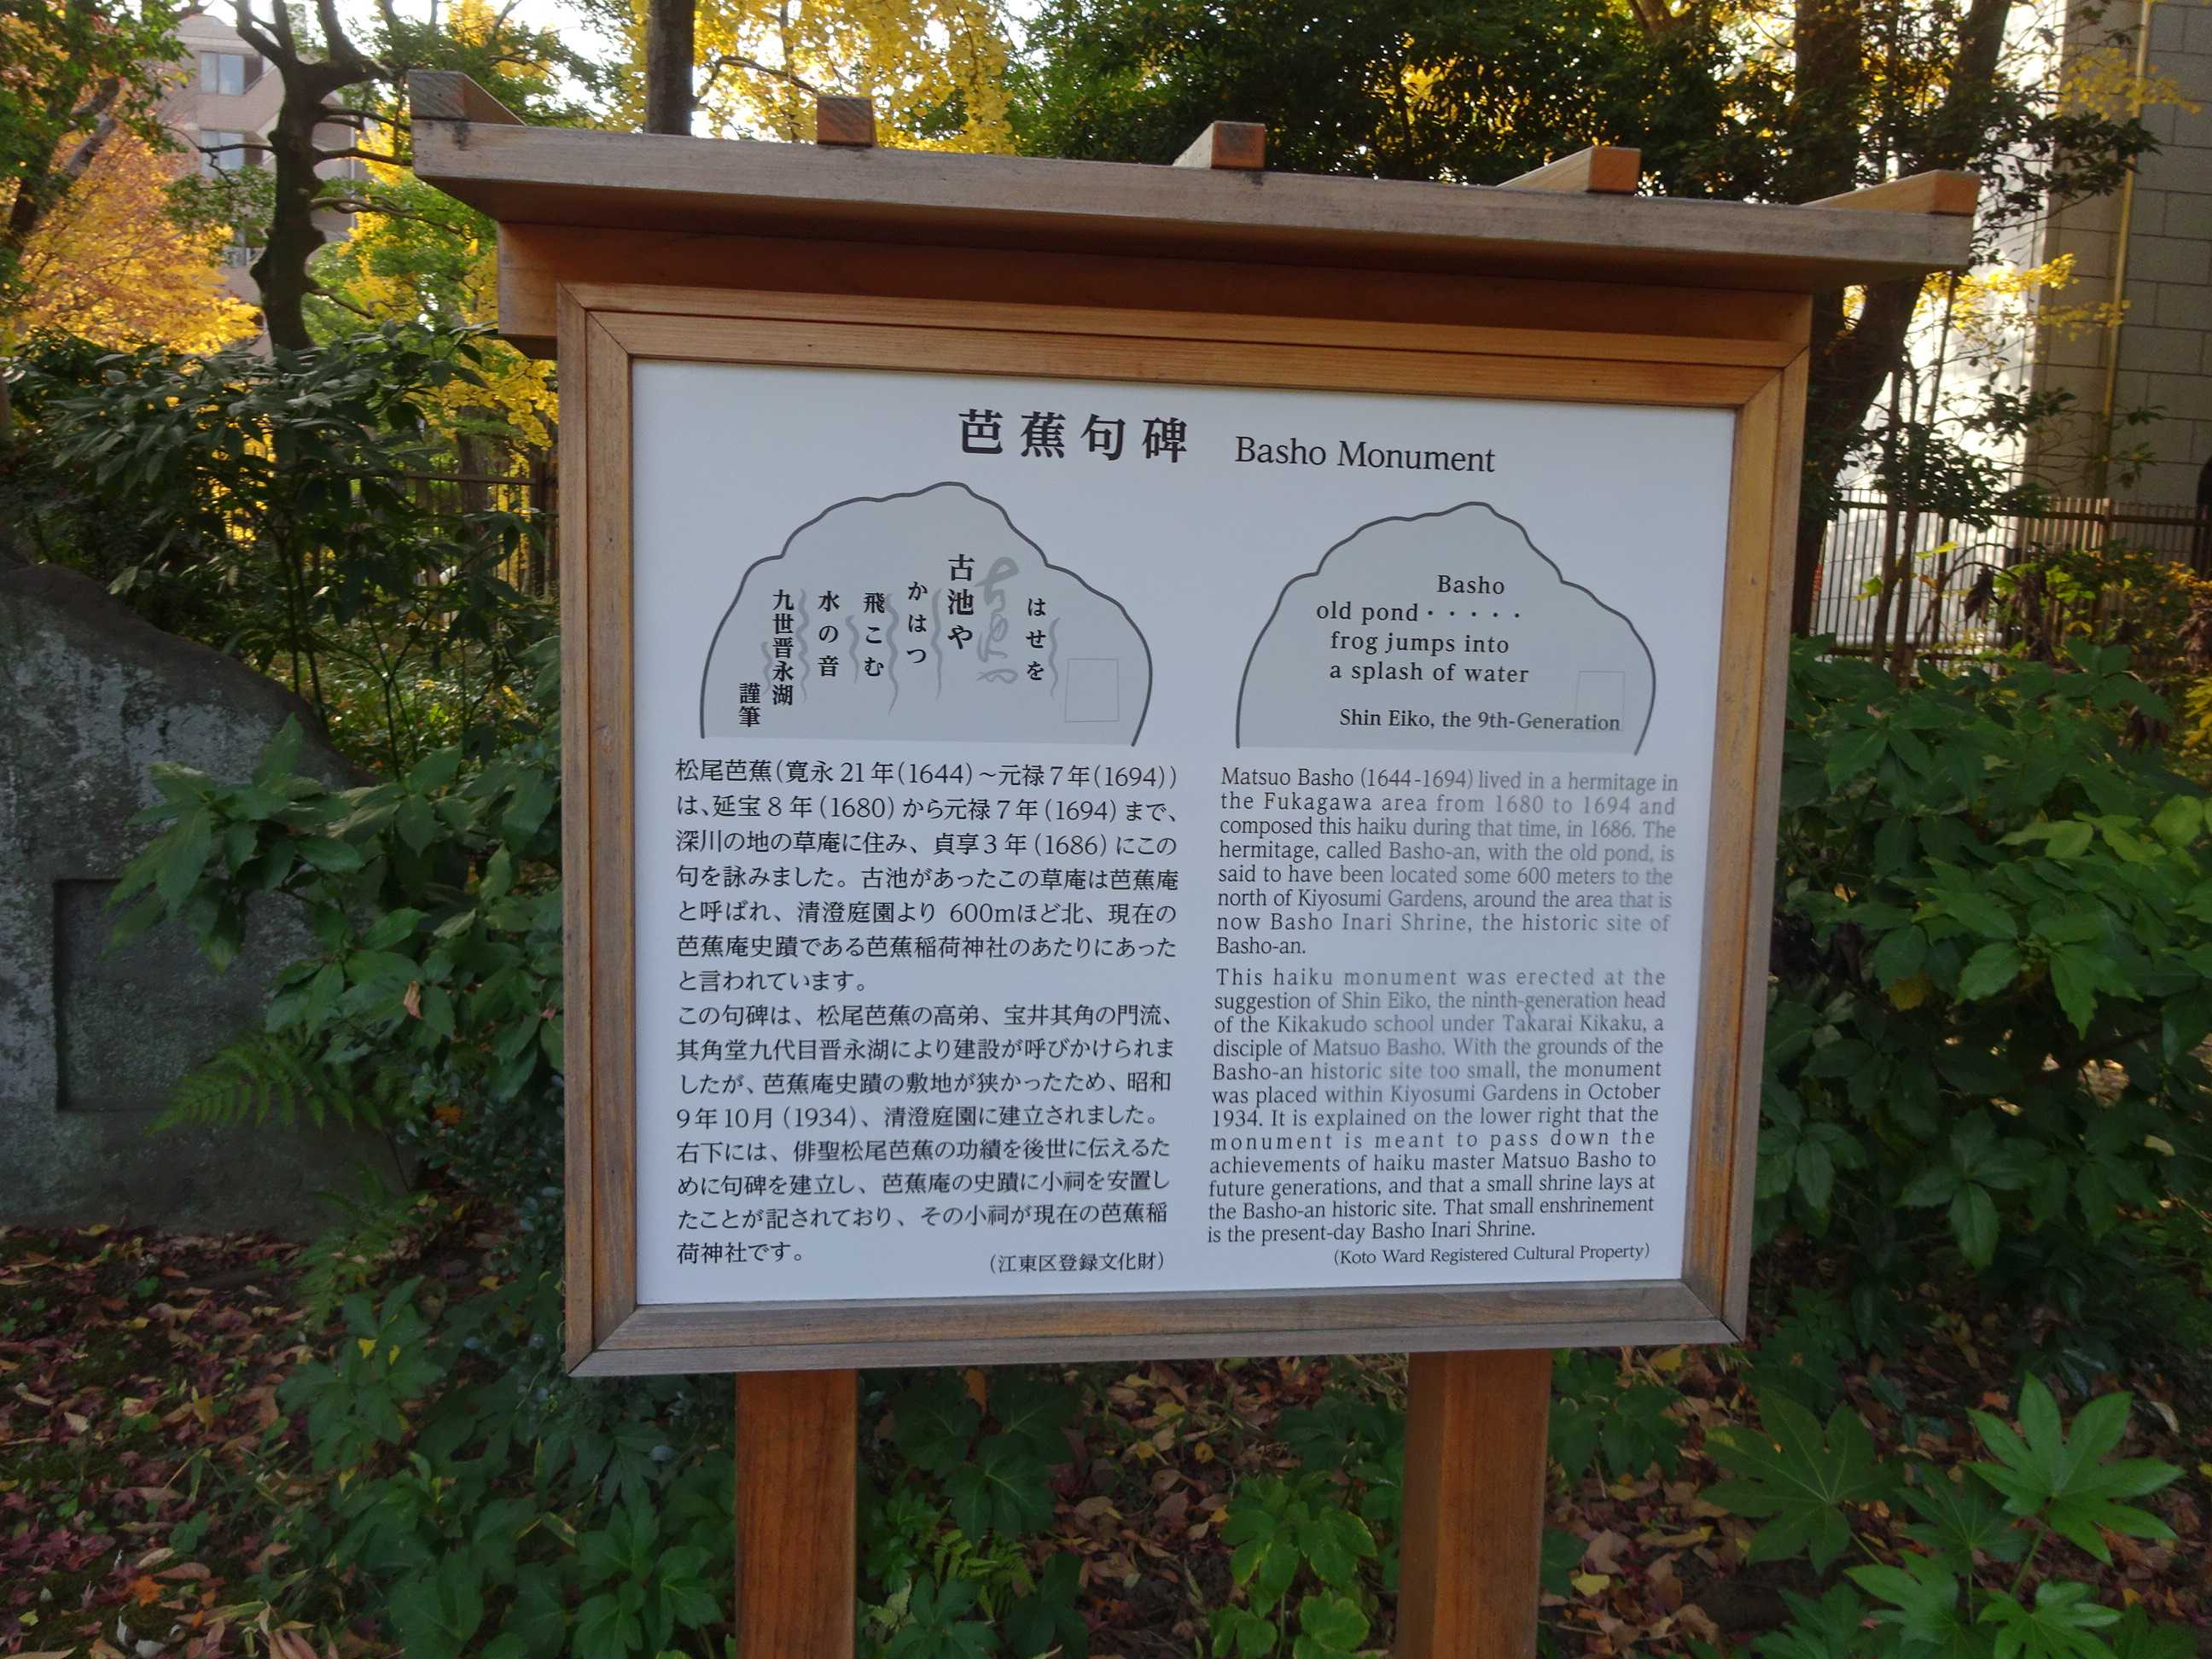 芭蕉句碑 Basho Monument
はせを
古池や
かはつ
飛こむ
水の音
九世晋永湖
謹筆
Basho
old pond・・・・・
frog jumps into
a splash of water
Shin Eiko, the 9th-Generation
松尾芭蕉(寛永21年(1644)～元禄7年(1694))
は、延宝8年(1680)から元禄7年(1694)まで、
深川の地の草庵に住み、貞享3年(1686)にこの
句を詠みました。古池があったこの草庵は芭蕉庵
と呼ばれ、清澄庭園より 600mほど北、現在の
芭蕉庵史蹟である芭蕉稲荷神社のあたりにあった
と言われています。
この句碑は、松尾芭蕉の高弟、宝井其角の門流、
其角堂九代目晋永湖により建設が呼びかけられま
したが、芭蕉庵史蹟の敷地が狭かったため、昭和
9年10月(1934)、清澄庭園に建立されました。
右下には、俳聖松尾芭蕉の功績を後世に伝えるた
めに句碑を建立し、芭蕉庵の史蹟に小祠を安置し
たことが記されており、その小祠が現在の芭蕉稲
荷神社です。
(江東区登録文化財)
Matsuo Basho (1644-1694) lived in a hermitage in
the Fukagawa area from 1680 to 1694 and
composed this haiku during that time, in 1686. The
hermitage, called Basho-an, with the old pond, is
said to have been located some 600 meters to the
north of Kiyosumi Gardens, around the area that is
now Basho Inari Shrine, the historic site of
Basho-an.
This haiku monument was erected at the
suggestion of Shin Eiko, the ninth-generation head
of the Kikakudo school under Takarai Kikaku, a
disciple of Matsuo Basho. With the grounds of the
Basho-an historic site too small, the monument
was placed within Kiyosumi Gardens in October
1934. It is explained on the lower right that the
monument is meant to pass down the
achievements of haiku master Matsuo Basho to
future generations, and that a small shrine lays at
the Basho-an historic site. That small enshrinement
is the present-day Basho Inari Shrine.
(Koto Ward Registered Cultural Property)